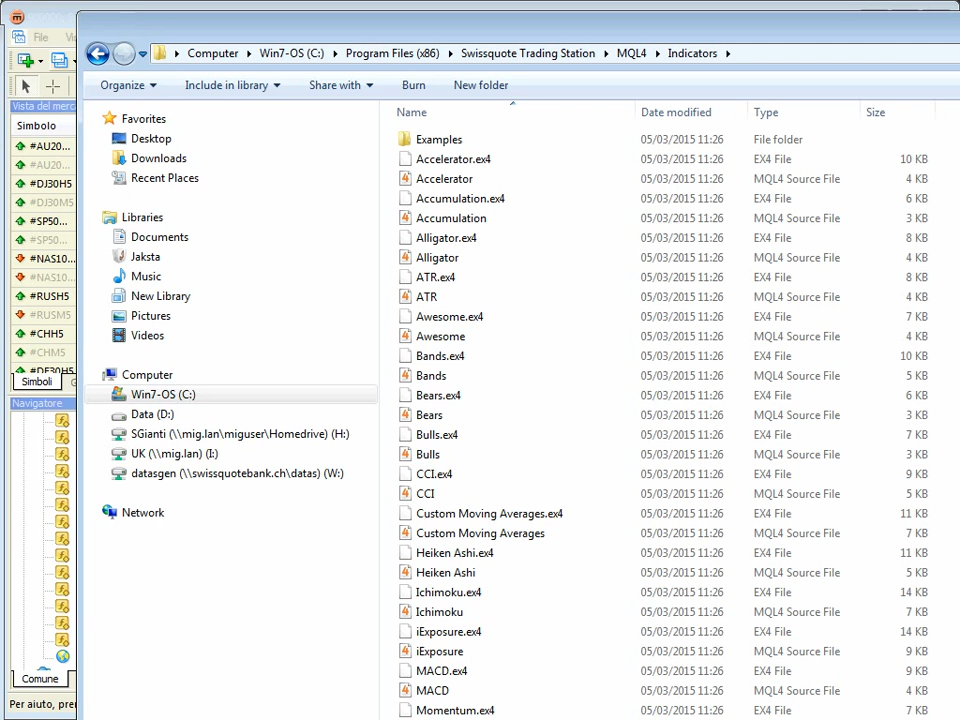 File
Computer Win7-OS (C:) Program Files (x86) Swissquote Trading Station MQL4 Indicators
Organize Include in library Share with Burn New folder
Vista del merca
Simbolo
#AU20...
#AU20...
#DJ30H5
#DJ30M5
#SP50...
#SP50...
#NAS10...
#NAS10...
#RUSH5
#RUSM5
#CHH5
#CHM5
#DE30H5
Simboli
Navigatore
Comune
Per aiuto, prem
Favorites
Desktop
Downloads
Recent Places
Libraries
Documents
Jaksta
Music
New Library
Pictures
Videos
Computer
Win7-OS (C:)
Data (D:)
SGianti (\\mig.lan\miguser\Homedrive) (H:)
UK (\\mig.lan) (I:)
datasgen (\\swissquotebank.ch\datas) (W:)
Network
Name Date modified Type Size
Examples 05/03/2015 11:26 File folder
Accelerator.ex4 05/03/2015 11:26 EX4 File 10 KB
Accelerator 05/03/2015 11:26 MQL4 Source File 4 KB
Accumulation.ex4 05/03/2015 11:26 EX4 File 6 KB
Accumulation 05/03/2015 11:26 MQL4 Source File 3 KB
Alligator.ex4 05/03/2015 11:26 EX4 File 8 KB
Alligator 05/03/2015 11:26 MQL4 Source File 4 KB
ATR.ex4 05/03/2015 11:26 EX4 File 8 KB
ATR 05/03/2015 11:26 MQL4 Source File 4 KB
Awesome.ex4 05/03/2015 11:26 EX4 File 7 KB
Awesome 05/03/2015 11:26 MQL4 Source File 4 KB
Bands.ex4 05/03/2015 11:26 EX4 File 10 KB
Bands 05/03/2015 11:26 MQL4 Source File 5 KB
Bears.ex4 05/03/2015 11:26 EX4 File 6 KB
Bears 05/03/2015 11:26 MQL4 Source File 3 KB
Bulls.ex4 05/03/2015 11:26 EX4 File 7 KB
Bulls 05/03/2015 11:26 MQL4 Source File 3 KB
CCI.ex4 05/03/2015 11:26 EX4 File 9 KB
CCI 05/03/2015 11:26 MQL4 Source File 5 KB
Custom Moving Averages.ex4 05/03/2015 11:26 EX4 File 11 KB
Custom Moving Averages 05/03/2015 11:26 MQL4 Source File 7 KB
Heiken Ashi.ex4 05/03/2015 11:26 EX4 File 11 KB
Heiken Ashi 05/03/2015 11:26 MQL4 Source File 5 KB
Ichimoku.ex4 05/03/2015 11:26 EX4 File 14 KB
Ichimoku 05/03/2015 11:26 MQL4 Source File 7 KB
iExposure.ex4 05/03/2015 11:26 EX4 File 14 KB
iExposure 05/03/2015 11:26 MQL4 Source File 9 KB
MACD.ex4 05/03/2015 11:26 EX4 File 9 KB
MACD 05/03/2015 11:26 MQL4 Source File 4 KB
Momentum.ex4 05/03/2015 11:26 EX4 File 7 KB